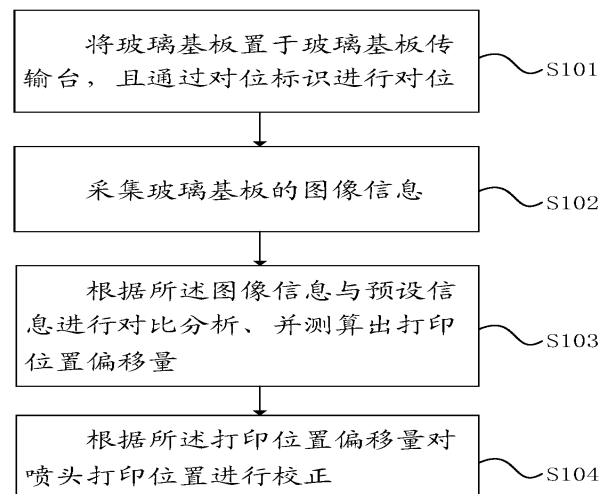 将玻璃基板置于玻璃基板传
输台，且通过对位标识进行对位
S101
采集玻璃基板的图像信息
S102
根据所述图像信息与预设信
息进行对比分析、并测算出打印
位置偏移量
S103
根据所述打印位置偏移量对
喷头打印位置进行校正
S104